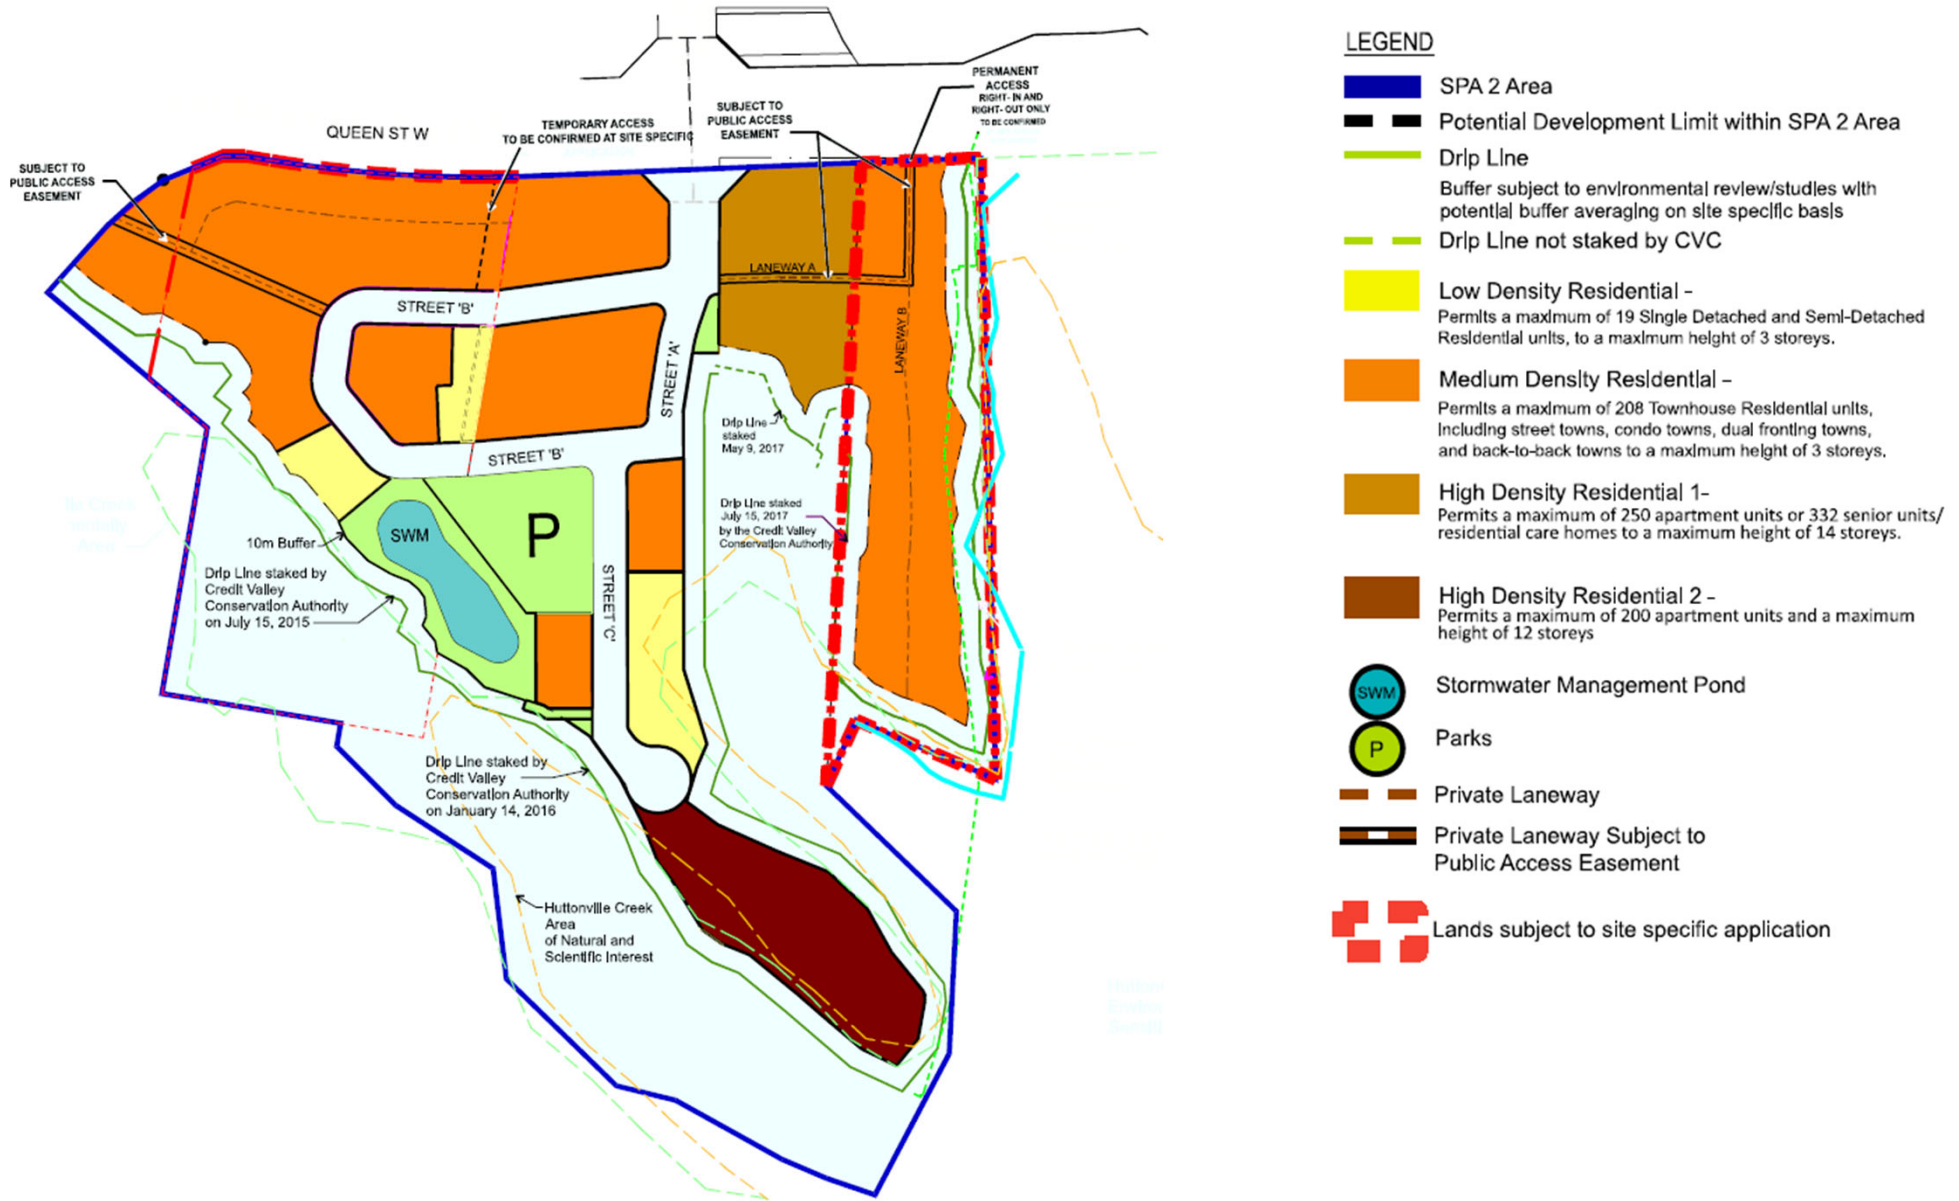 QUEEN ST W
SUBJECT TO
PUBLIC ACCESS
EASEMENT
TEMPORARY ACCESS
TO BE CONFIRMED AT SITE SPECIFIC
SUBJECT TO
PUBLIC ACCESS
EASEMENT
PERMANENT
ACCESS
RIGHT- IN AND
RIGHT- OUT ONLY
TO BE CONFIRMED
LANEWAY A
LANEWAY B
STREET 'B'
STREET 'A'
STREET 'B'
STREET 'C'
Drip Line
staked
May 9, 2017
Drip Line staked
July 15, 2017
by the Credit Valley
Conservation Authority
SWM
P
10m Buffer
Drip Line staked by
Credit Valley
Conservation Authority
on July 15, 2015
Drip Line staked by
Credit Valley
Conservation Authority
on January 14, 2016
Huttonville Creek
Area
of Natural and
Scientific Interest
LEGEND
SPA 2 Area
Potential Development Limit within SPA 2 Area
Drip Line
Buffer subject to environmental review/studies with
potential buffer averaging on site specific basis
Drip Line not staked by CVC
Low Density Residential -
Permits a maximum of 19 Single Detached and Semi-Detached
Residential units, to a maximum height of 3 storeys.
Medium Density Residential -
Permits a maximum of 208 Townhouse Residential units,
including street towns, condo towns, dual fronting towns,
and back-to-back towns to a maximum height of 3 storeys.
High Density Residential 1-
Permits a maximum of 250 apartment units or 332 senior units/
residential care homes to a maximum height of 14 storeys.
High Density Residential 2 -
Permits a maximum of 200 apartment units and a maximum
height of 12 storeys
SWM
Stormwater Management Pond
P
Parks
Private Laneway
Private Laneway Subject to
Public Access Easement
Lands subject to site specific application